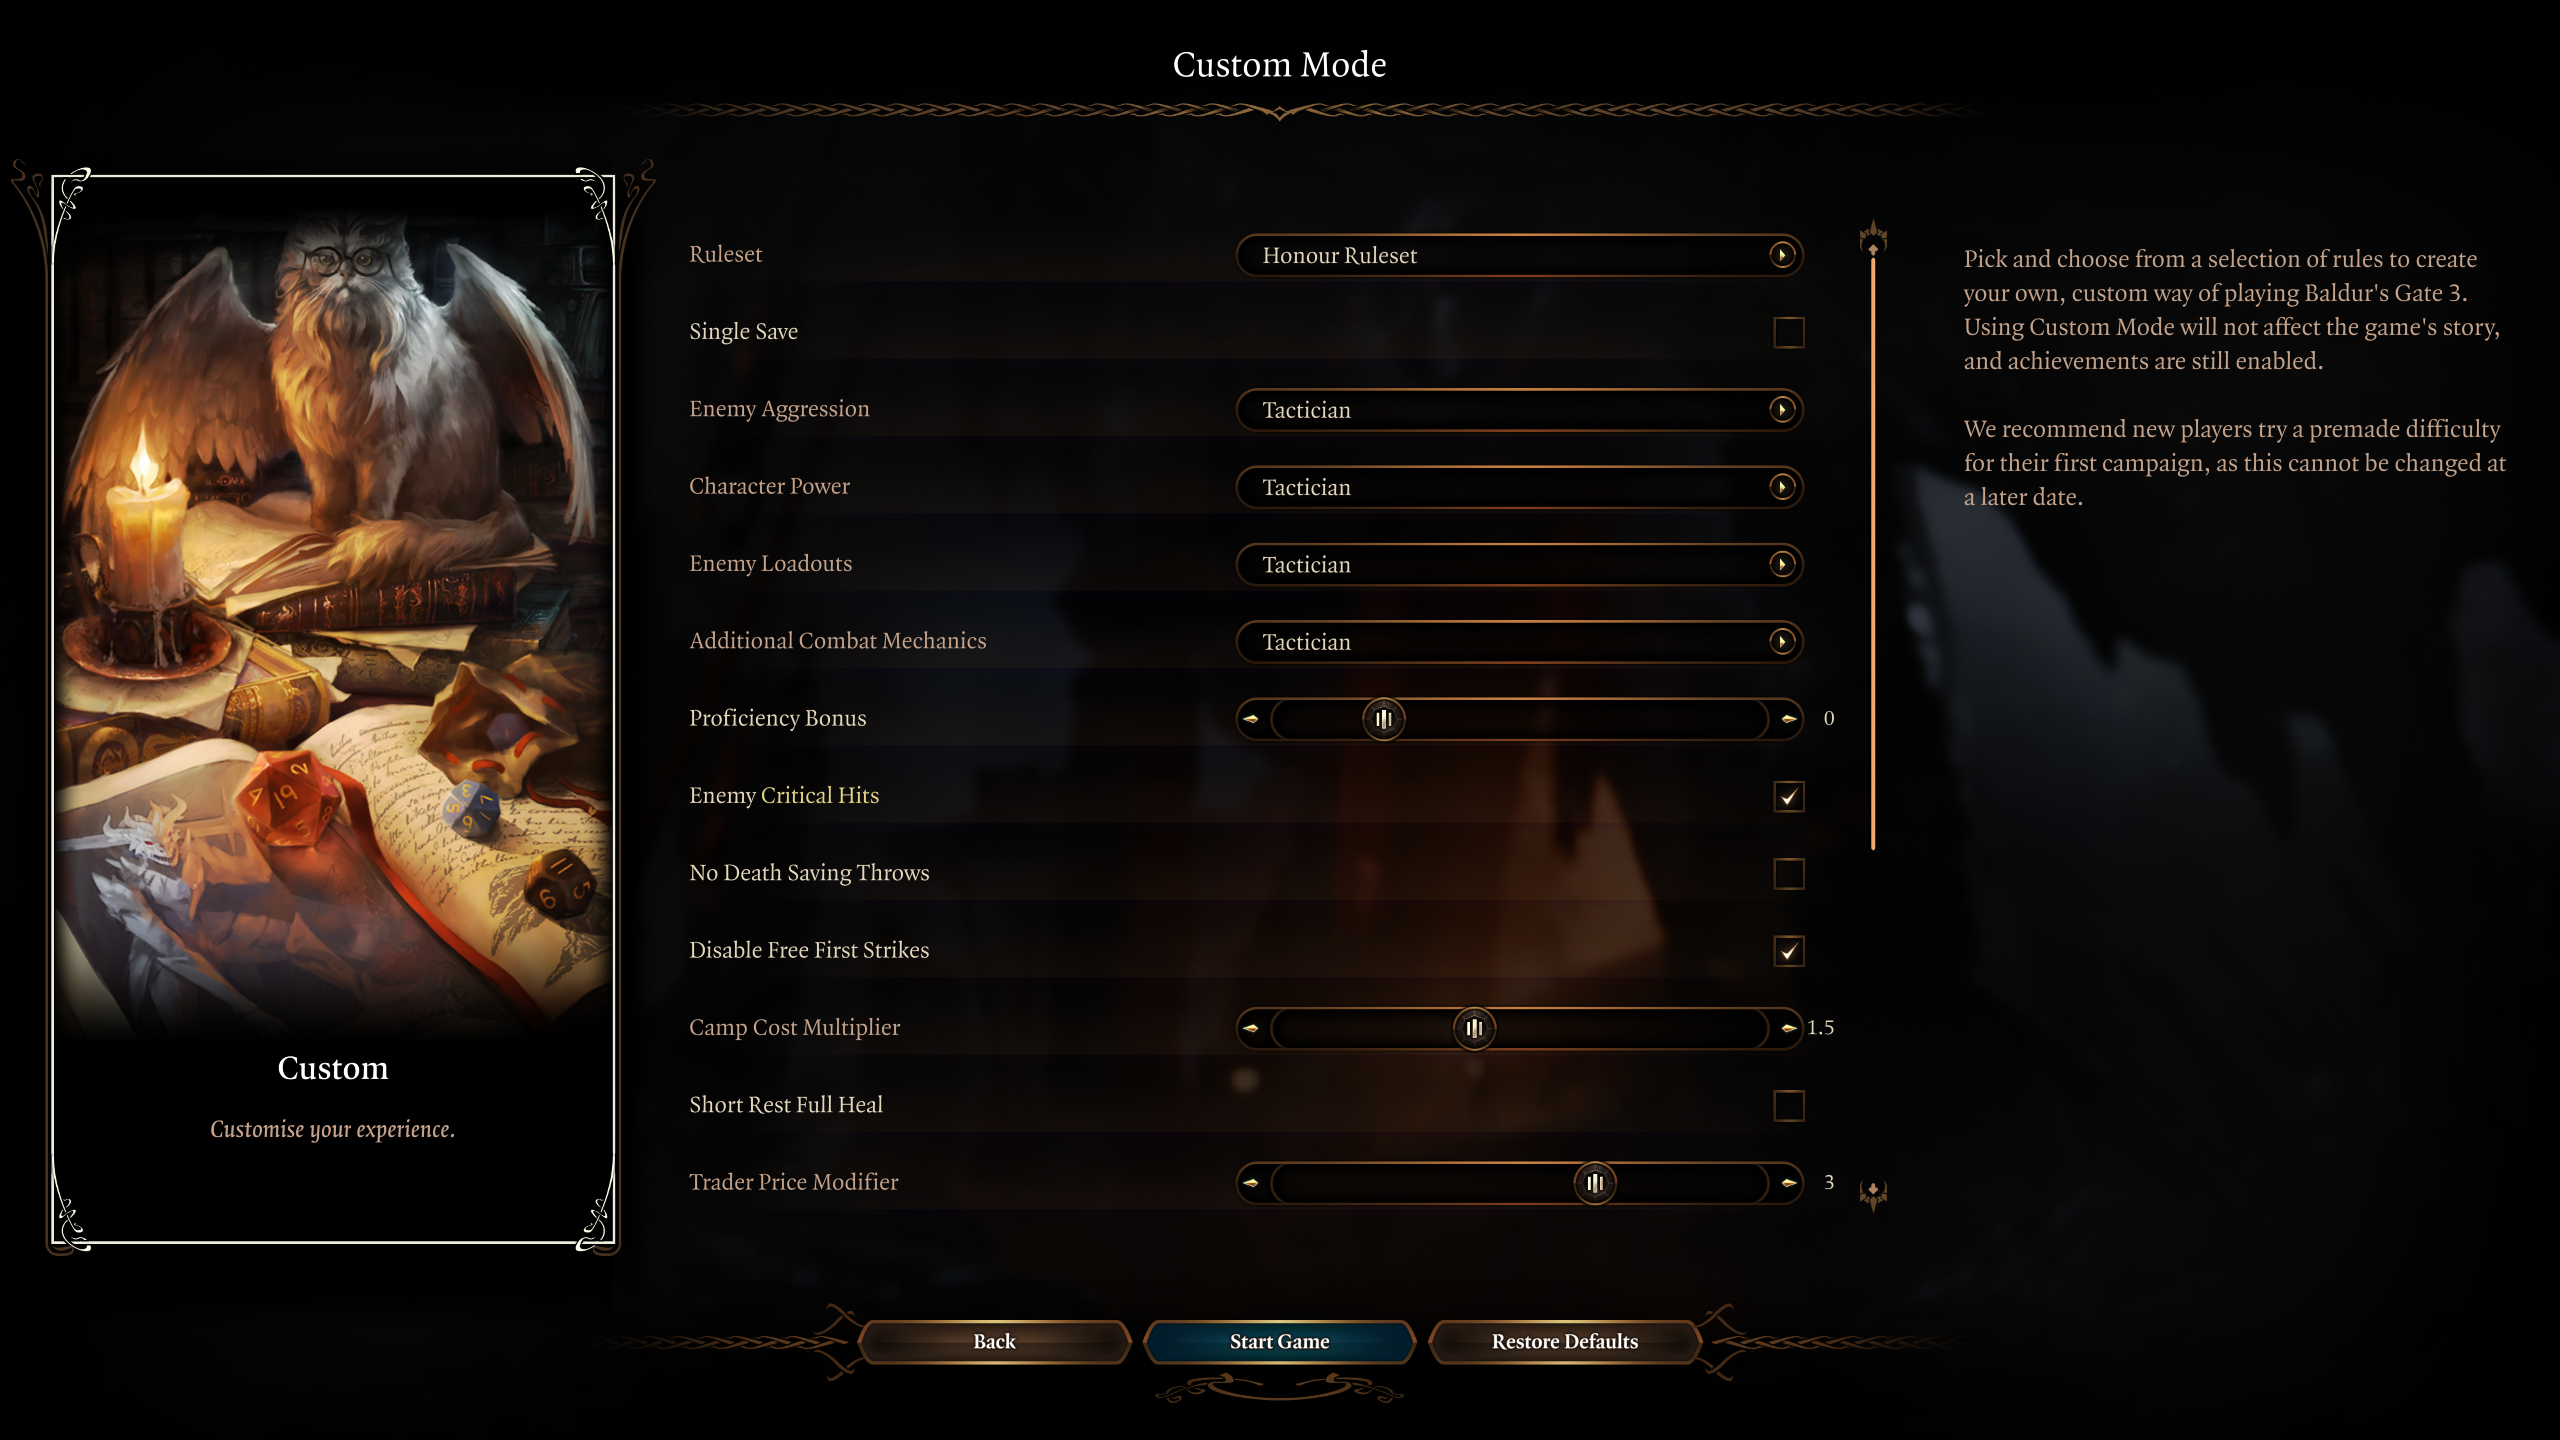 Custom Mode
Ruleset
Honour Ruleset
Single Save
Enemy Aggression
Tactician
Character Power
Tactician
Enemy Loadouts
Tactician
Additional Combat Mechanics
Tactician
Proficiency Bonus
0
Enemy Critical Hits
No Death Saving Throws
Disable Free First Strikes
Camp Cost Multiplier
1.5
Short Rest Full Heal
Trader Price Modifier
3
Pick and choose from a selection of rules to create
your own, custom way of playing Baldur's Gate 3.
Using Custom Mode will not affect the game's story,
and achievements are still enabled.
We recommend new players try a premade difficulty
for their first campaign, as this cannot be changed at
a later date.
19
2
Custom
Customise your experience.
Back
Start Game
Restore Defaults